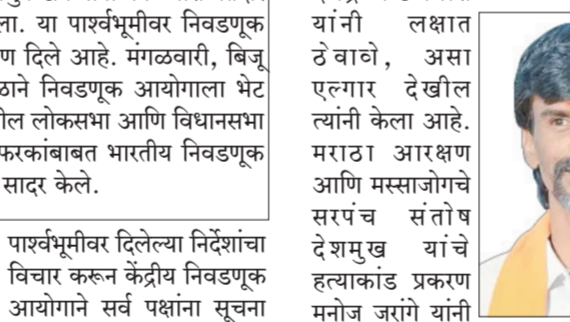 ला. या पार्श्वभूमीवर निवडणूक
ण दिले आहे. मंगळवारी, बिजू
ळाने निवडणूक आयोगाला भेट
ील लोकसभा आणि विधानसभा
फरकांबाबत भारतीय निवडणूक
सादर केले.
पार्श्वभूमीवर दिलेल्या निर्देशांचा
विचार करून केंद्रीय निवडणूक
आयोगाने सर्व पक्षांना सूचना
यांनी लक्षात
ठेवावे, असा
एल्गार देखील
त्यांनी केला आहे.
मराठा आरक्षण
आणि मस्साजोगचे
सरपंच संतोष
देशमुख यांचे
हत्याकांड प्रकरण
मनोज जरांगे यांनी